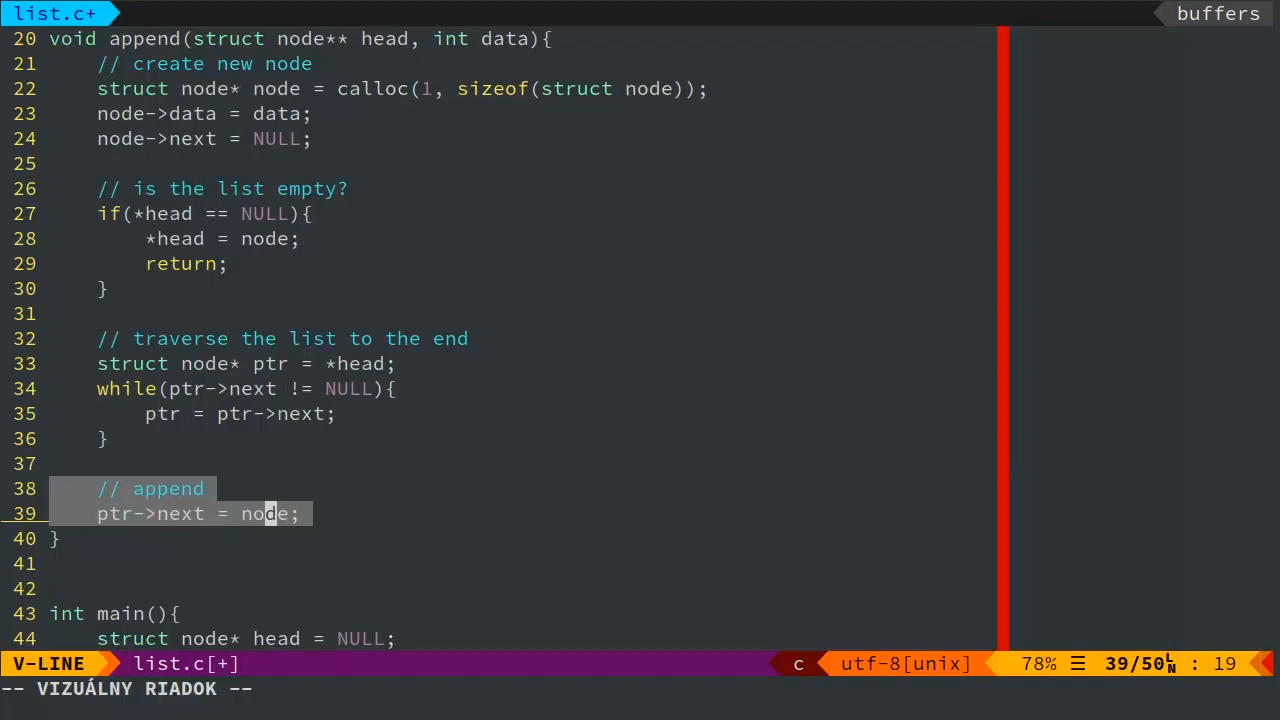 list.c+ buffers
20 void append(struct node** head, int data){
21     // create new node
22     struct node* node = calloc(1, sizeof(struct node));
23     node->data = data;
24     node->next = NULL;
25
26     // is the list empty?
27     if(*head == NULL){
28         *head = node;
29         return;
30     }
31
32     // traverse the list to the end
33     struct node* ptr = *head;
34     while(ptr->next != NULL){
35         ptr = ptr->next;
36     }
37
38     // append
39     ptr->next = node;
40 }
41
42
43 int main(){
44     struct node* head = NULL;
V-LINE list.c[+] c utf-8[unix] 78% ☰ 39/50␤ : 19
-- VIZUÁLNY RIADOK --